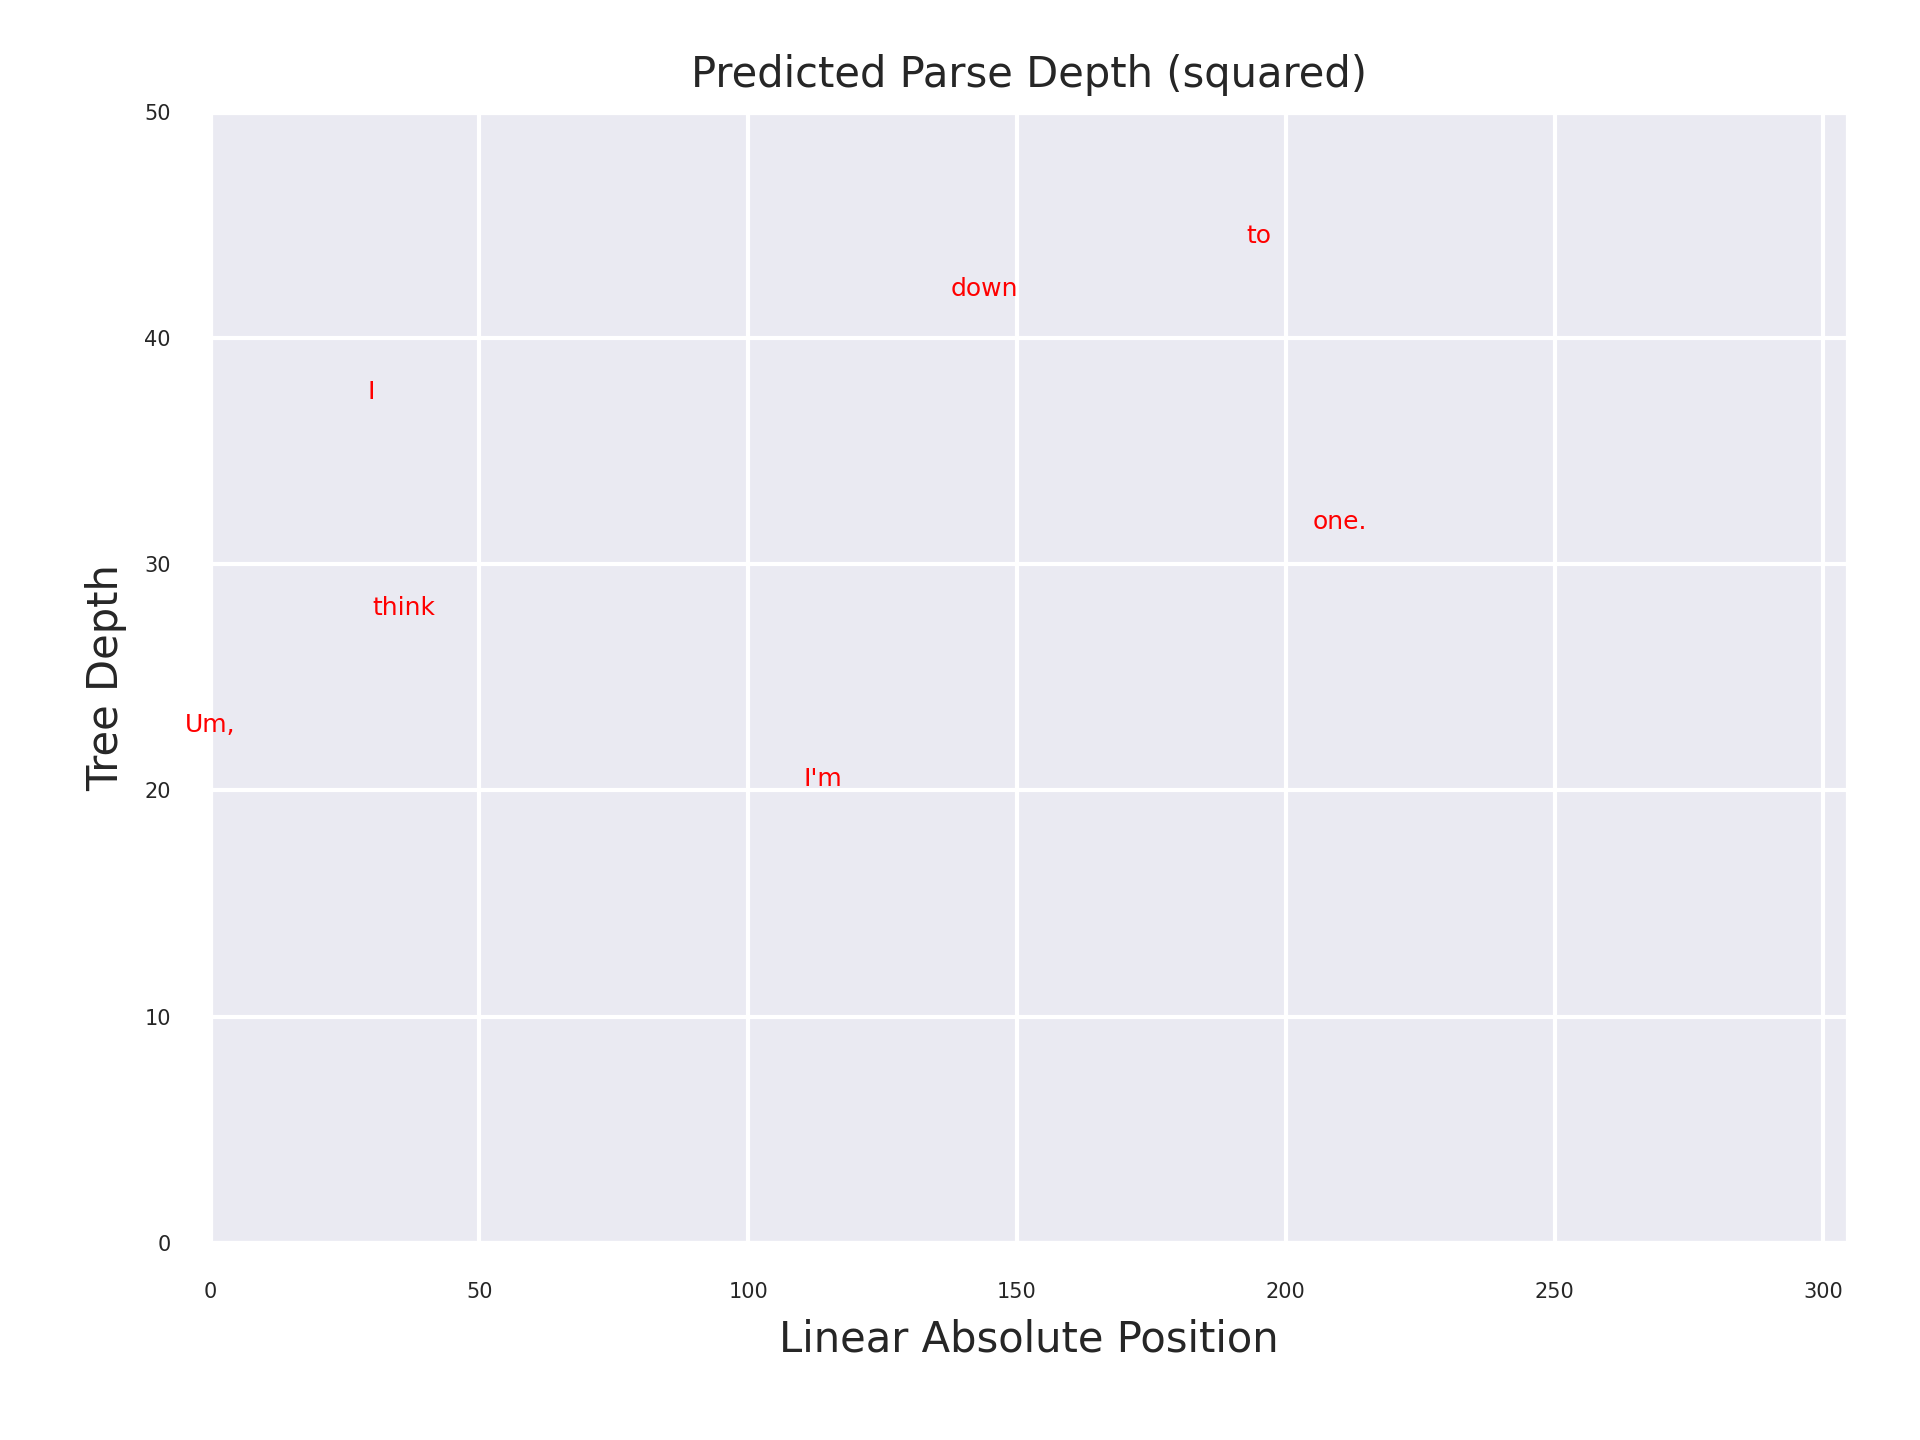 Predicted Parse Depth (squared)
50
40
30
20
10
0
Tree Depth
to
down
I
one.
think
Um,
I'm
0 50 100 150 200 250 300
Linear Absolute Position